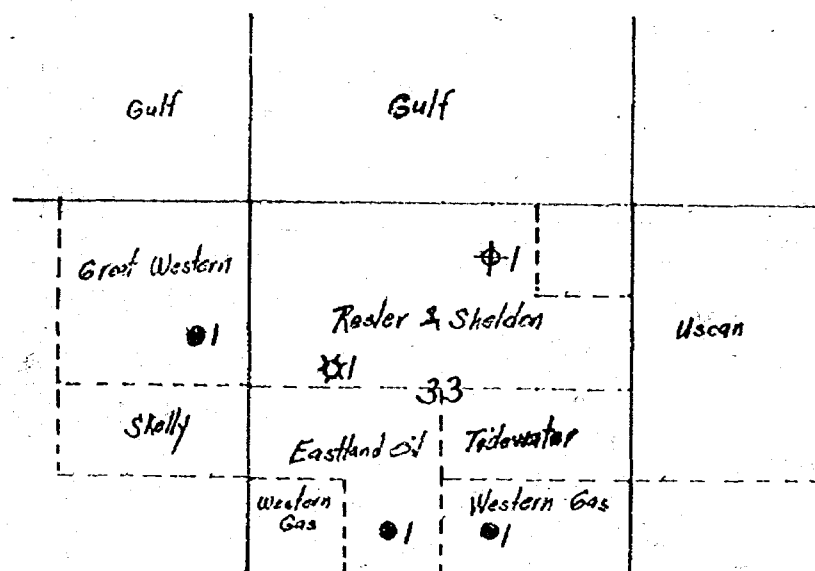 Gulf
Gulf
Great Western
1
Resler & Sheldon
Uscan
1
1
33
Skelly
Eastland Oil
Tidewater
Western
Gas
Western Gas
1
1